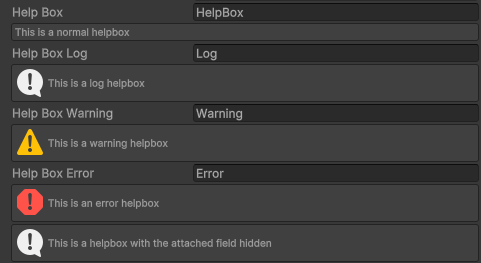 Help Box HelpBox
This is a normal helpbox
Help Box Log Log
This is a log helpbox
Help Box Warning Warning
This is a warning helpbox
Help Box Error Error
This is an error helpbox
This is a helpbox with the attached field hidden